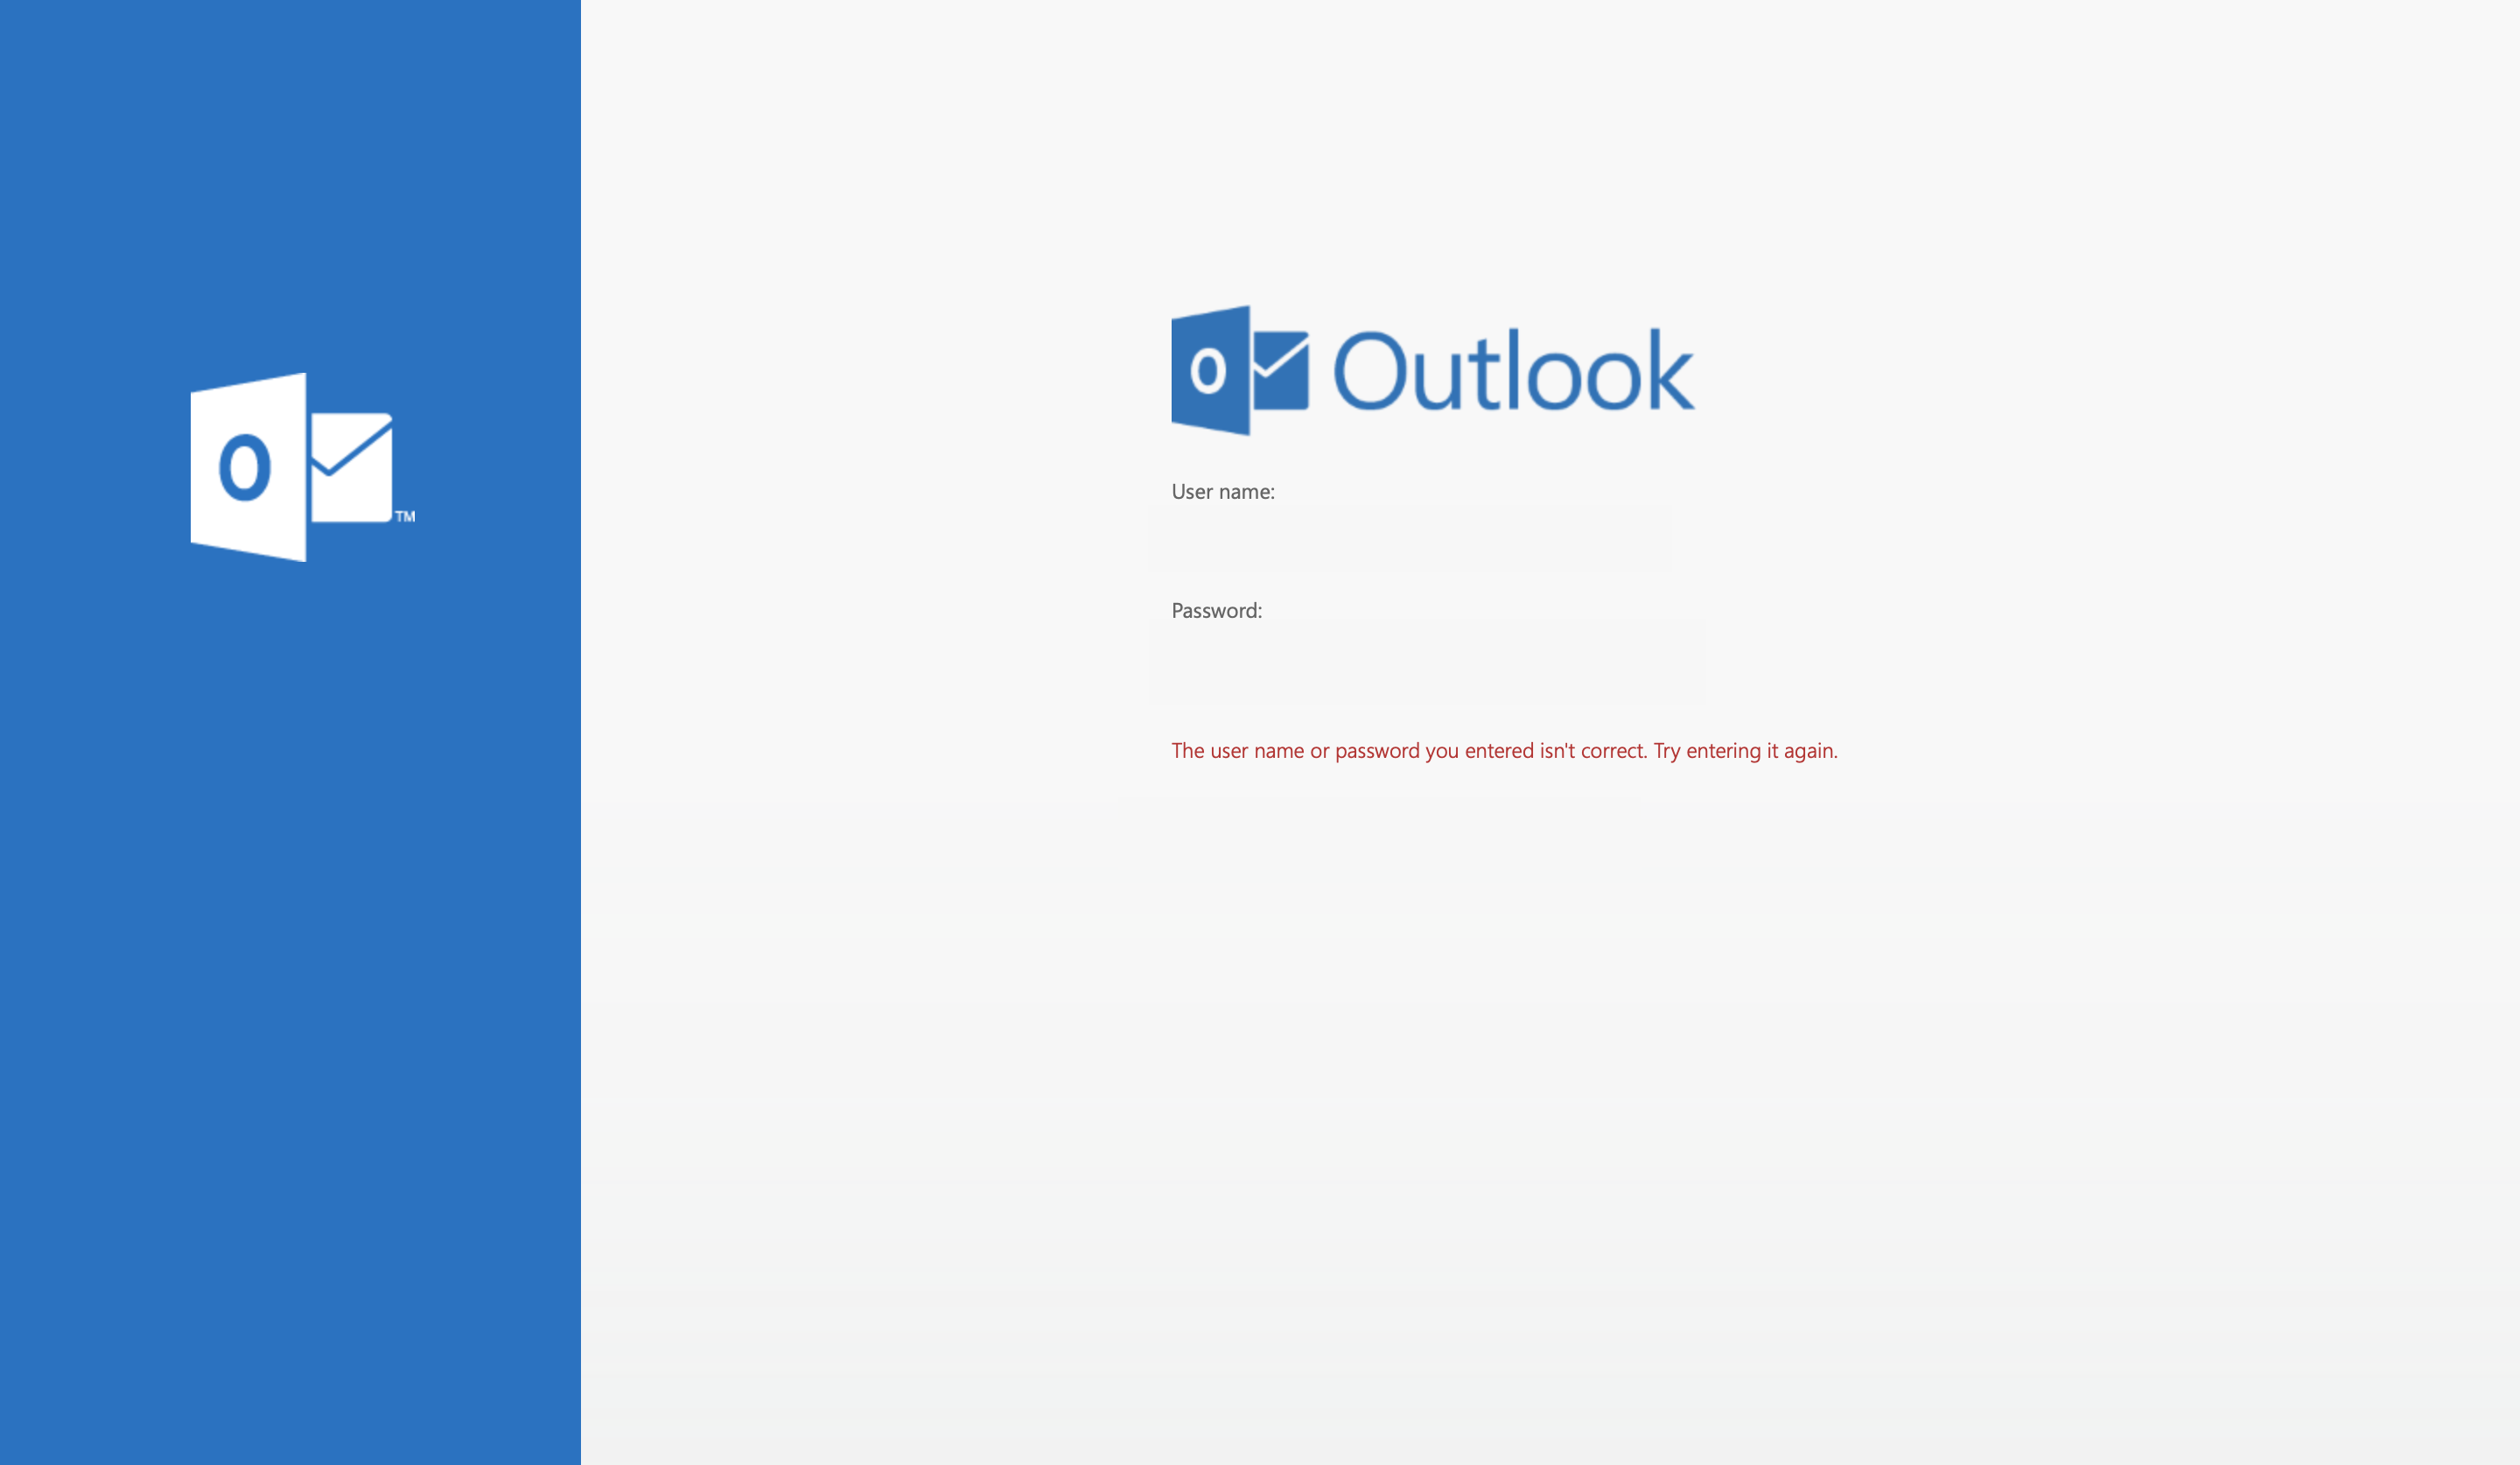 O
TM
O Outlook
User name:
Password:
The user name or password you entered isn't correct. Try entering it again.